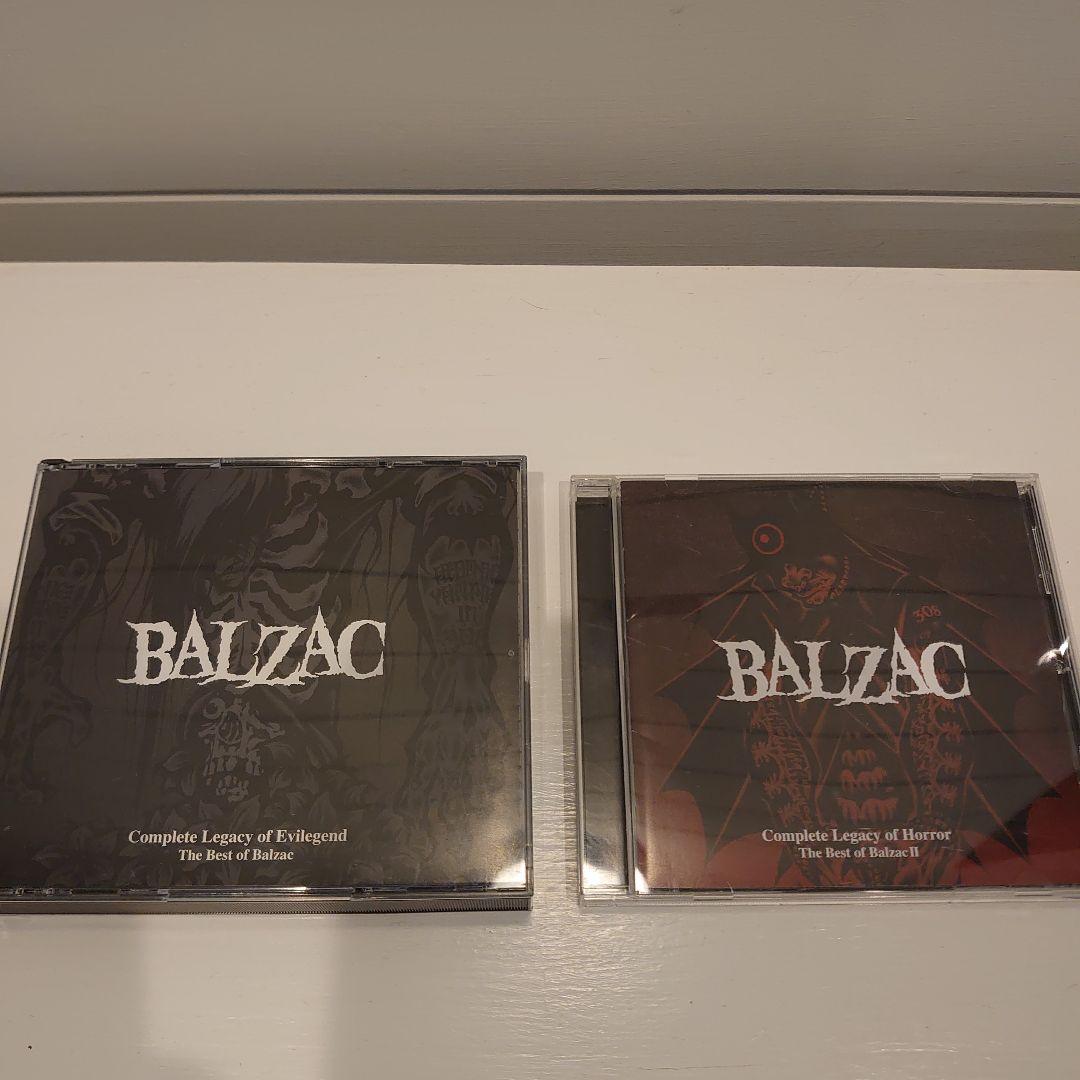 BALZAC
Complete Legacy of Evilegend
The Best of Balzac
308
BALZAC
Complete Legacy of Horror
The Best of Balzac II